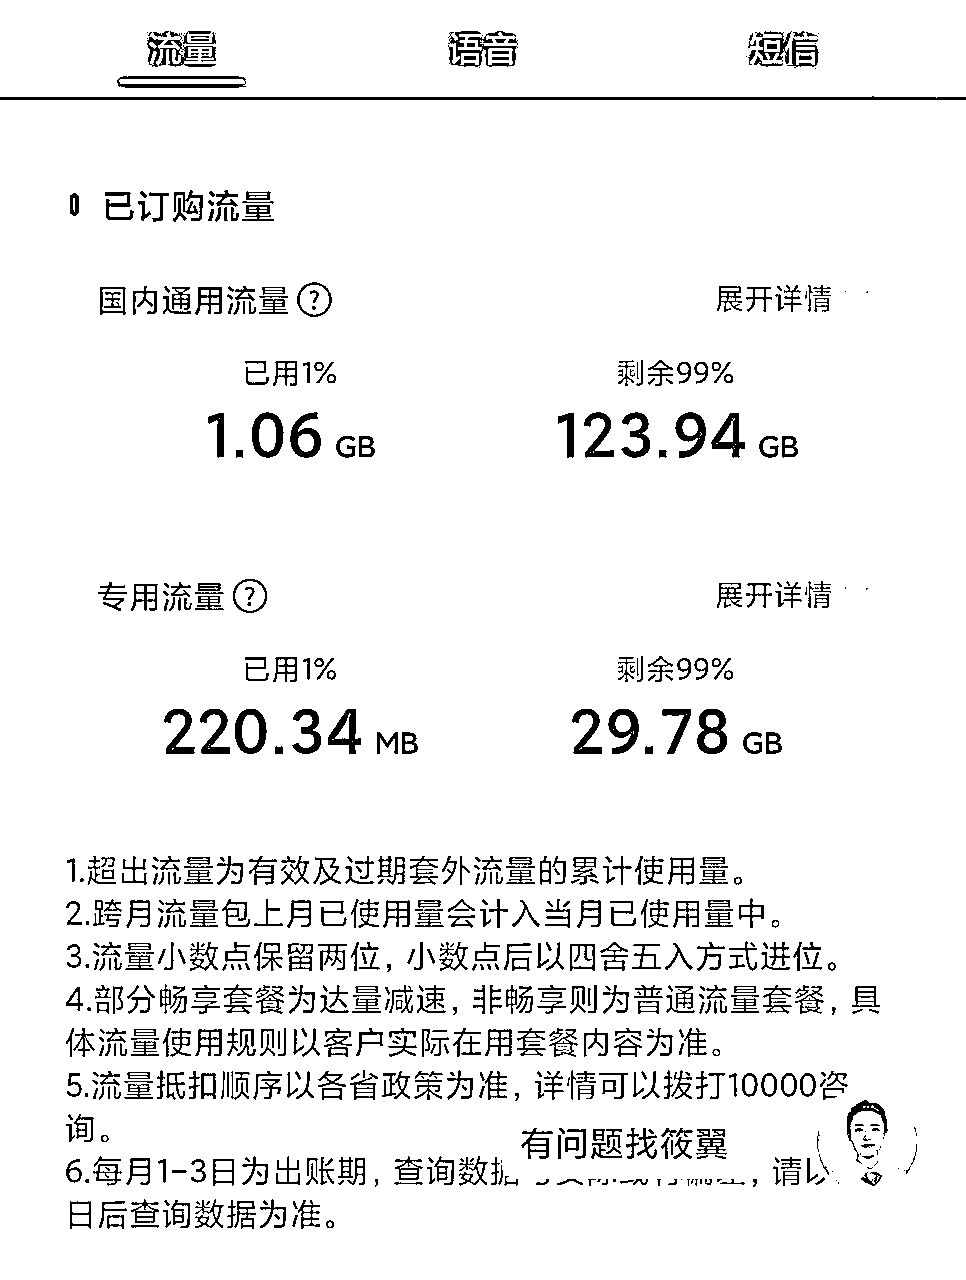 流量 语音 短信
已订购流量
国内通用流量 ? 展开详情
已用1% 剩余99%
1.06 GB 123.94 GB
专用流量 ? 展开详情
已用1% 剩余99%
220.34 MB 29.78 GB
1.超出流量为有效及过期套外流量的累计使用量。
2.跨月流量包上月已使用量会计入当月已使用量中。
3.流量小数点保留两位，小数点后以四舍五入方式进位。
4.部分畅享套餐为达量减速，非畅享则为普通流量套餐，具
体流量使用规则以客户实际在用套餐内容为准。
5.流量抵扣顺序以各省政策为准，详情可以拨打10000咨
询。
有问题找筱翼
6.每月1-3日为出账期，查询数据 ，请以
日后查询数据为准。